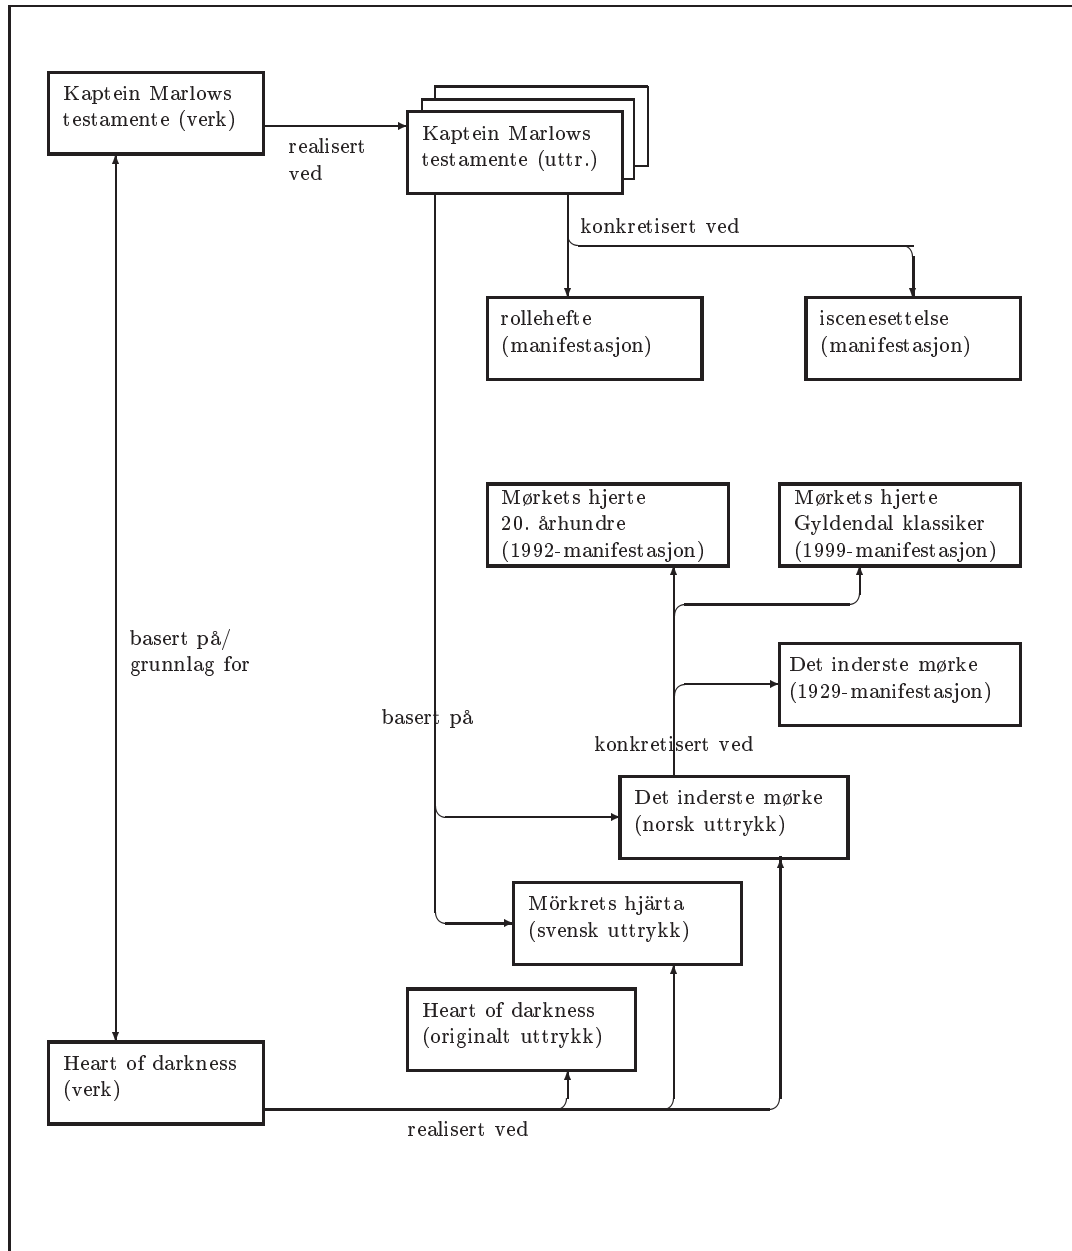 Kaptein Marlows
testamente (verk)
realisert
ved
Kaptein Marlows
testamente (uttr.)
konkretisert ved
rollehefte
(manifestasjon)
iscenesettelse
(manifestasjon)
Mørkets hjerte
20. århundre
(1992-manifestasjon)
Mørkets hjerte
Gyldendal klassiker
(1999-manifestasjon)
basert på/
grunnlag for
Det inderste mørke
(1929-manifestasjon)
basert på
konkretisert ved
Det inderste mørke
(norsk uttrykk)
Mörkrets hjärta
(svensk uttrykk)
Heart of darkness
(originalt uttrykk)
Heart of darkness
(verk)
realisert ved